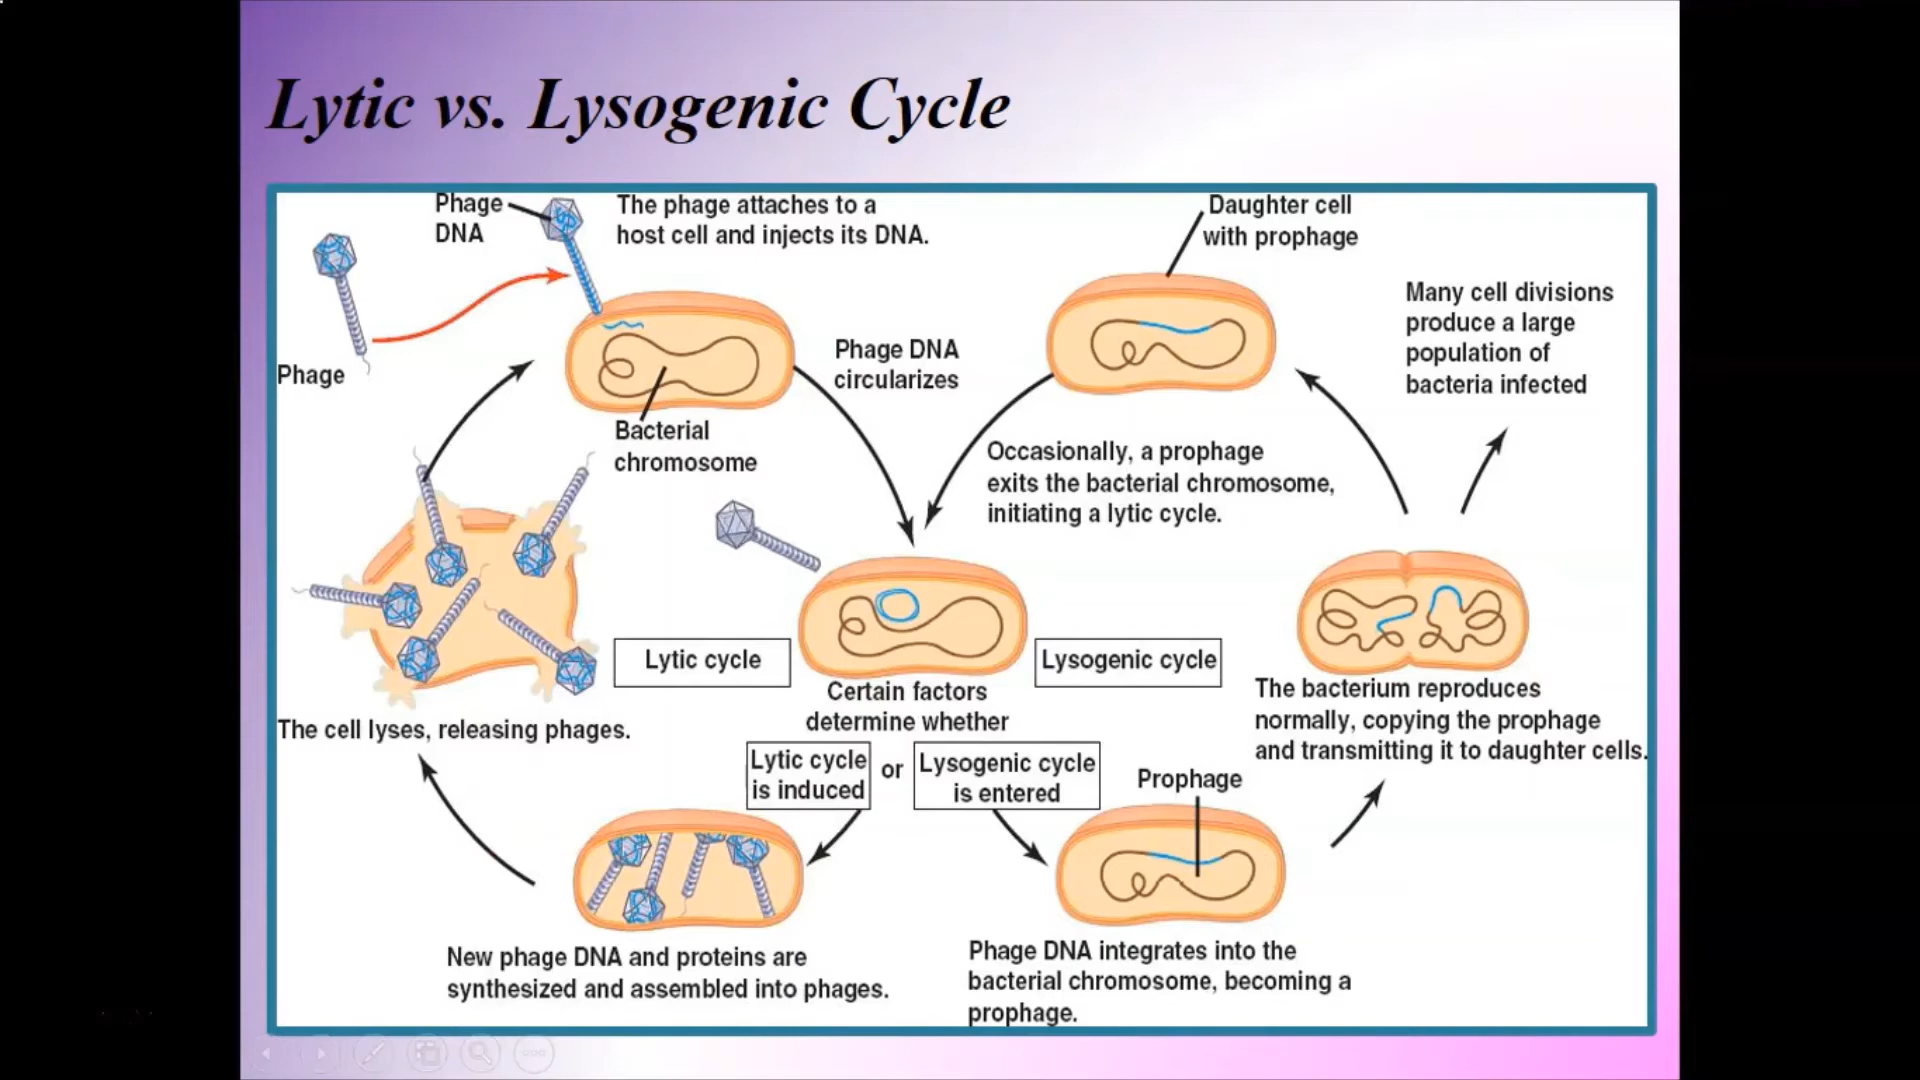 Lytic vs. Lysogenic Cycle
Phage
DNA
The phage attaches to a
host cell and injects its DNA.
Daughter cell
with prophage
Many cell divisions
produce a large
population of
bacteria infected
Phage
Phage DNA
circularizes
Bacterial
chromosome
Occasionally, a prophage
exits the bacterial chromosome,
initiating a lytic cycle.
Lytic cycle
Lysogenic cycle
Certain factors
determine whether
The cell lyses, releasing phages.
The bacterium reproduces
normally, copying the prophage
and transmitting it to daughter cells.
Lytic cycle
is induced
or
Lysogenic cycle
is entered
Prophage
New phage DNA and proteins are
synthesized and assembled into phages.
Phage DNA integrates into the
bacterial chromosome, becoming a
prophage.